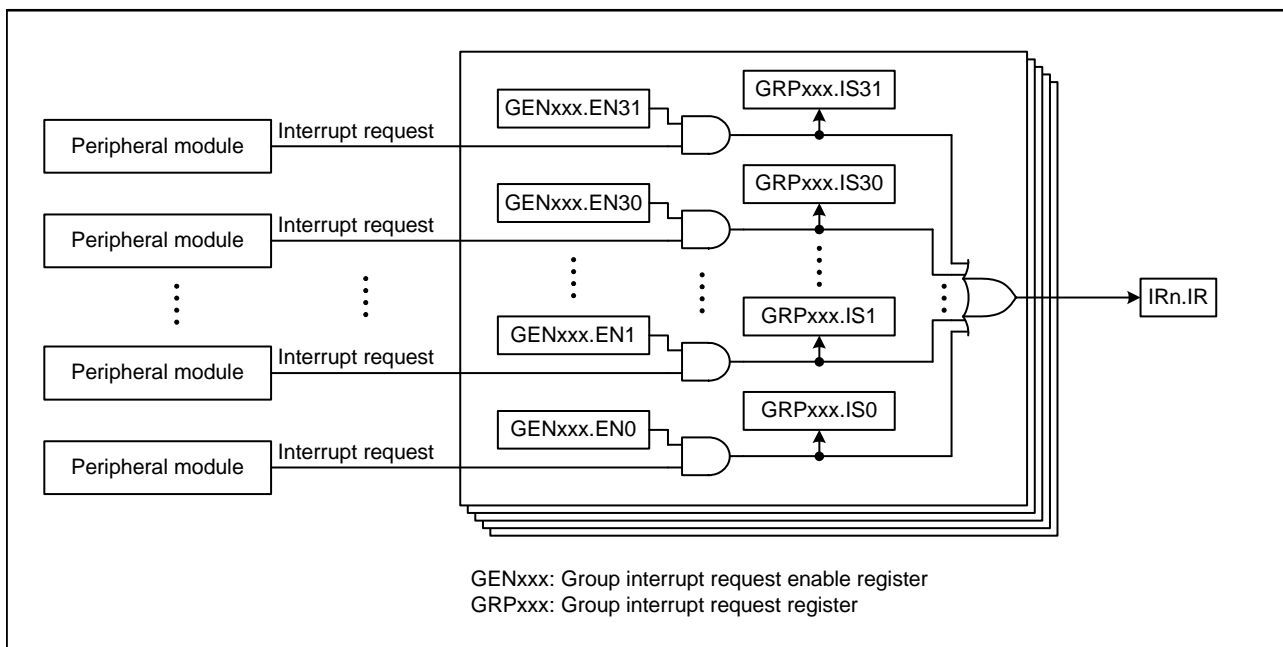 GRPxxx.IS31
GENxxx.EN31
Interrupt request
Peripheral module
GRPxxx.IS30
GENxxx.EN30
Interrupt request
Peripheral module
IRn.IR
GRPxxx.IS1
GENxxx.EN1
Interrupt request
Peripheral module
GRPxxx.IS0
GENxxx.EN0
Interrupt request
Peripheral module
GENxxx: Group interrupt request enable register
GRPxxx: Group interrupt request register